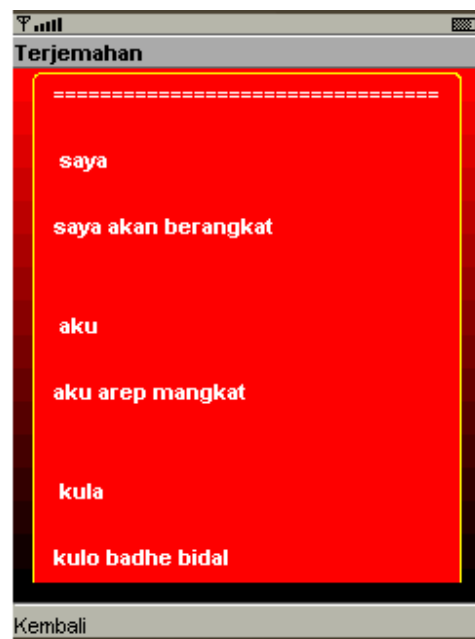 Terjemahan
=================================
saya
saya akan berangkat
aku
aku arep mangkat
kula
kulo badhe bidal
Kembali